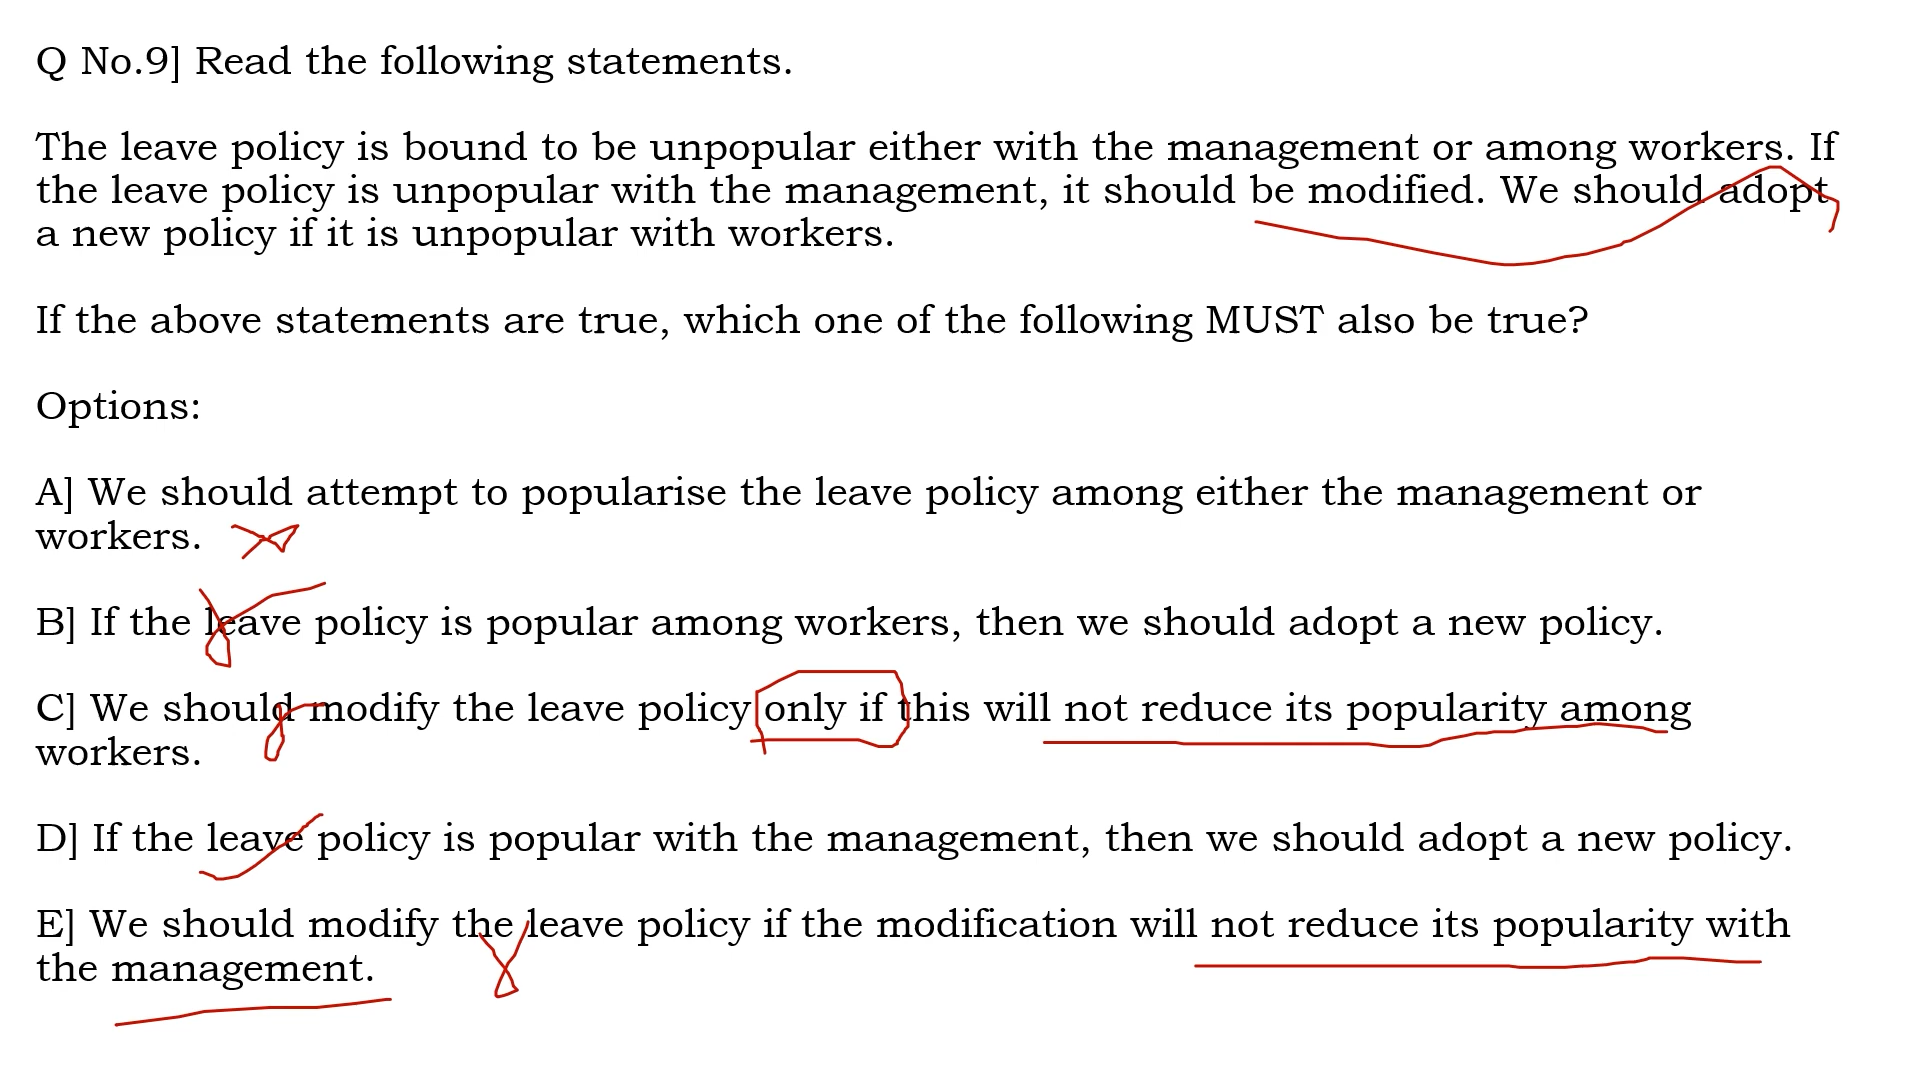 Q No.9] Read the following statements.
The leave policy is bound to be unpopular either with the management or among workers. If
the leave policy is unpopular with the management, it should be modified. We should adopt
a new policy if it is unpopular with workers.
If the above statements are true, which one of the following MUST also be true?
Options:
A] We should attempt to popularise the leave policy among either the management or
workers.
B] If the leave policy is popular among workers, then we should adopt a new policy.
C] We should modify the leave policy only if this will not reduce its popularity among
workers.
D] If the leave policy is popular with the management, then we should adopt a new policy.
E] We should modify the leave policy if the modification will not reduce its popularity with
the management.